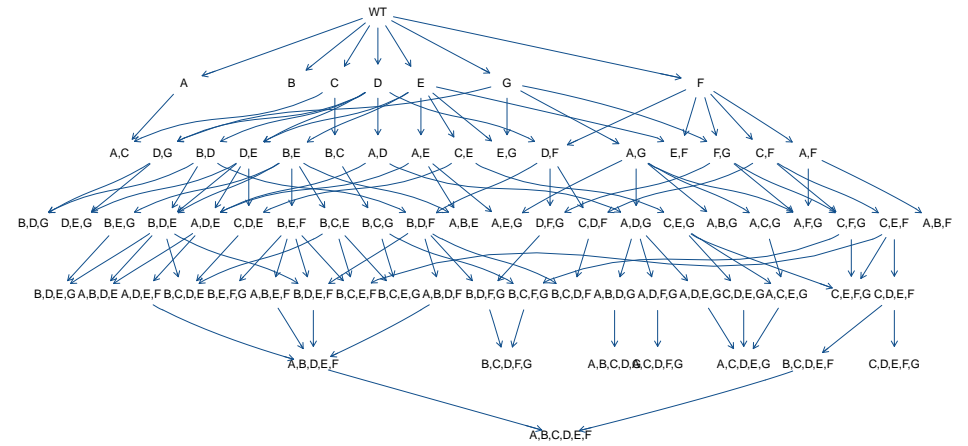 WT
A B C D E G F
A,C D,G B,D D,E B,E B,C A,D A,E C,E E,G D,F A,G E,F F,G C,F A,F
B,D,G D,E,G B,E,G B,D,E A,D,E C,D,E B,E,F B,C,E B,C,G B,D,F A,B,E A,E,G D,F,G C,D,F A,D,G C,E,G A,B,G A,C,G A,F,G C,F,G C,E,F A,B,F
B,D,E,G A,B,D,E A,D,E,F B,C,D,E B,E,F,G A,B,E,F B,D,E,F B,C,E,F B,C,E,G A,B,D,F B,D,F,G B,C,F,G B,C,D,F A,B,D,G A,D,F,G A,D,E,G C,D,E,G A,C,E,G C,E,F,G C,D,E,F
A,B,D,E,F B,C,D,F,G A,B,C,D,G A,C,D,F,G A,C,D,E,G B,C,D,E,F C,D,E,F,G
A,B,C,D,E,F